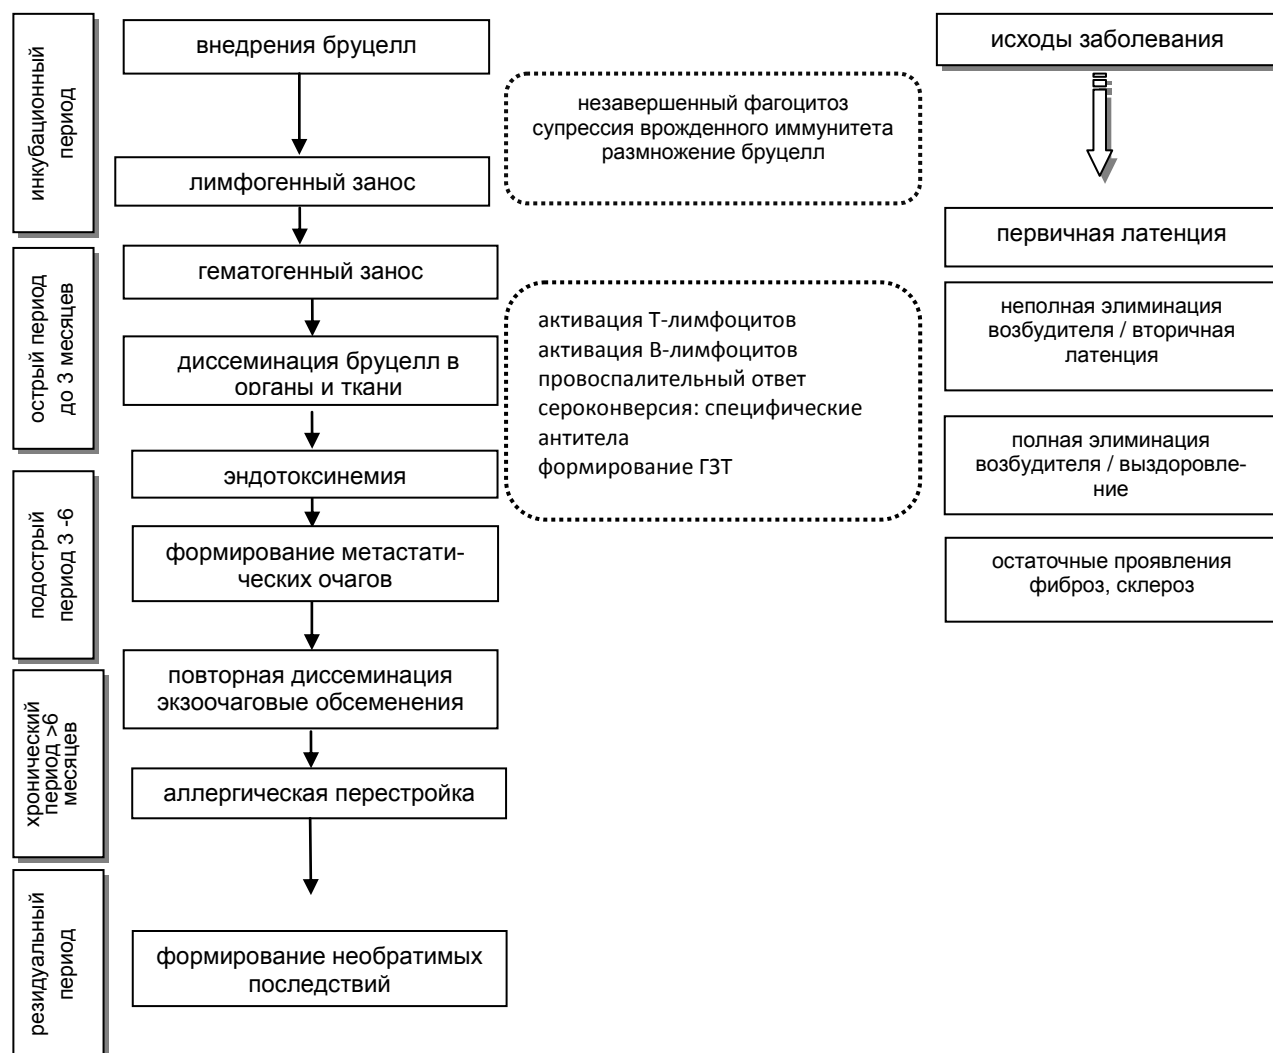 инкубационный
период
внедрения бруцелл
лимфогенный занос
незавершенный фагоцитоз
супрессия врожденного иммунитета
размножение бруцелл
исходы заболевания
первичная латенция
неполная элиминация
возбудителя / вторичная
латенция
полная элиминация
возбудителя / выздоровле-
ние
остаточные проявления
фиброз, склероз
острый период
до 3 месяцев
гематогенный занос
диссеминация бруцелл в
органы и ткани
эндотоксинемия
активация Т-лимфоцитов
активация В-лимфоцитов
провоспалительный ответ
сероконверсия: специфические
антитела
формирование ГЗТ
подострый
период 3 -6
формирование метастати-
ческих очагов
хронический
период >6
месяцев
повторная диссеминация
экзоочаговые обсеменения
аллергическая перестройка
резидуальный
период
формирование необратимых
последствий